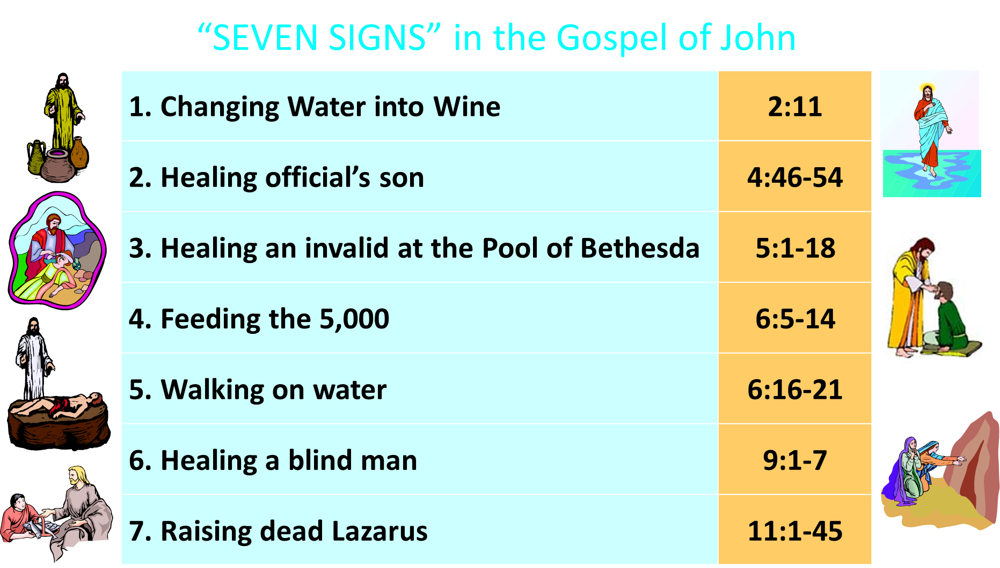 “SEVEN SIGNS” in the Gospel of John
1. Changing Water into Wine 2:11
2. Healing official’s son 4:46-54
3. Healing an invalid at the Pool of Bethesda 5:1-18
4. Feeding the 5,000 6:5-14
5. Walking on water 6:16-21
6. Healing a blind man 9:1-7
7. Raising dead Lazarus 11:1-45